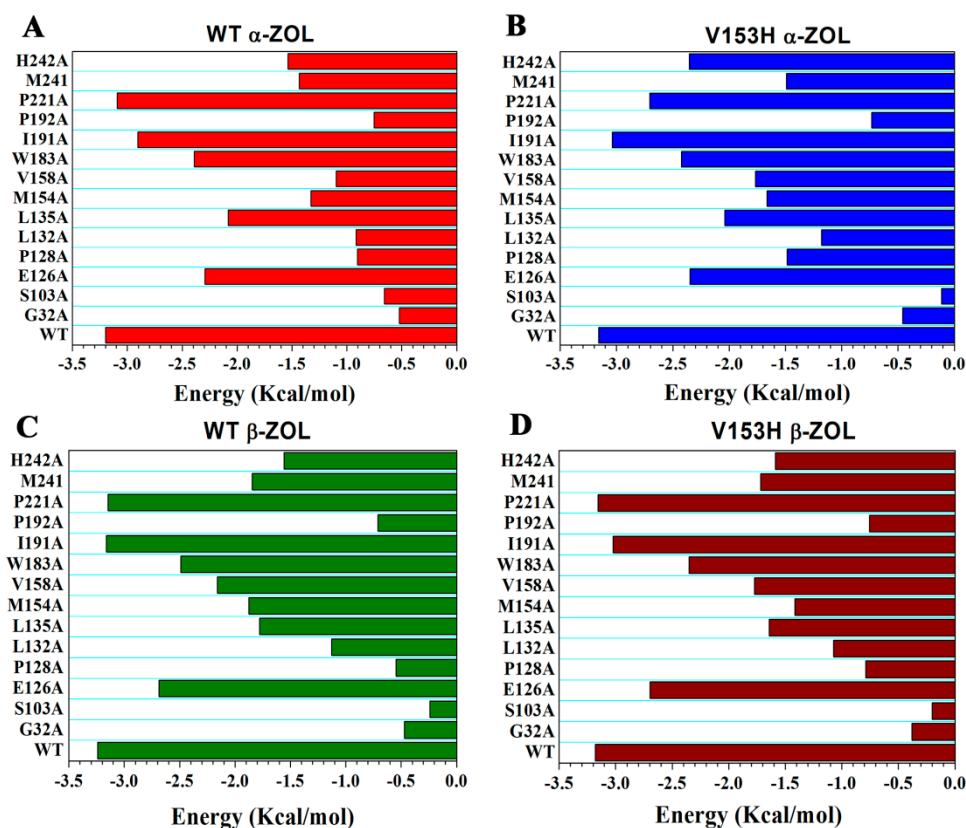 A
WT α-ZOL
H242A
M241
P221A
P192A
I191A
W183A
V158A
M154A
L135A
L132A
P128A
E126A
S103A
G32A
WT
-3.5 -3.0 -2.5 -2.0 -1.5 -1.0 -0.5 0.0
Energy (Kcal/mol)
B
V153H α-ZOL
H242A
M241
P221A
P192A
I191A
W183A
V158A
M154A
L135A
L132A
P128A
E126A
S103A
G32A
WT
-3.5 -3.0 -2.5 -2.0 -1.5 -1.0 -0.5 0.0
Energy (Kcal/mol)
C
WT β-ZOL
H242A
M241
P221A
P192A
I191A
W183A
V158A
M154A
L135A
L132A
P128A
E126A
S103A
G32A
WT
-3.5 -3.0 -2.5 -2.0 -1.5 -1.0 -0.5 0.0
Energy (Kcal/mol)
D
V153H β-ZOL
H242A
M241
P221A
P192A
I191A
W183A
V158A
M154A
L135A
L132A
P128A
E126A
S103A
G32A
WT
-3.5 -3.0 -2.5 -2.0 -1.5 -1.0 -0.5 0.0
Energy (Kcal/mol)